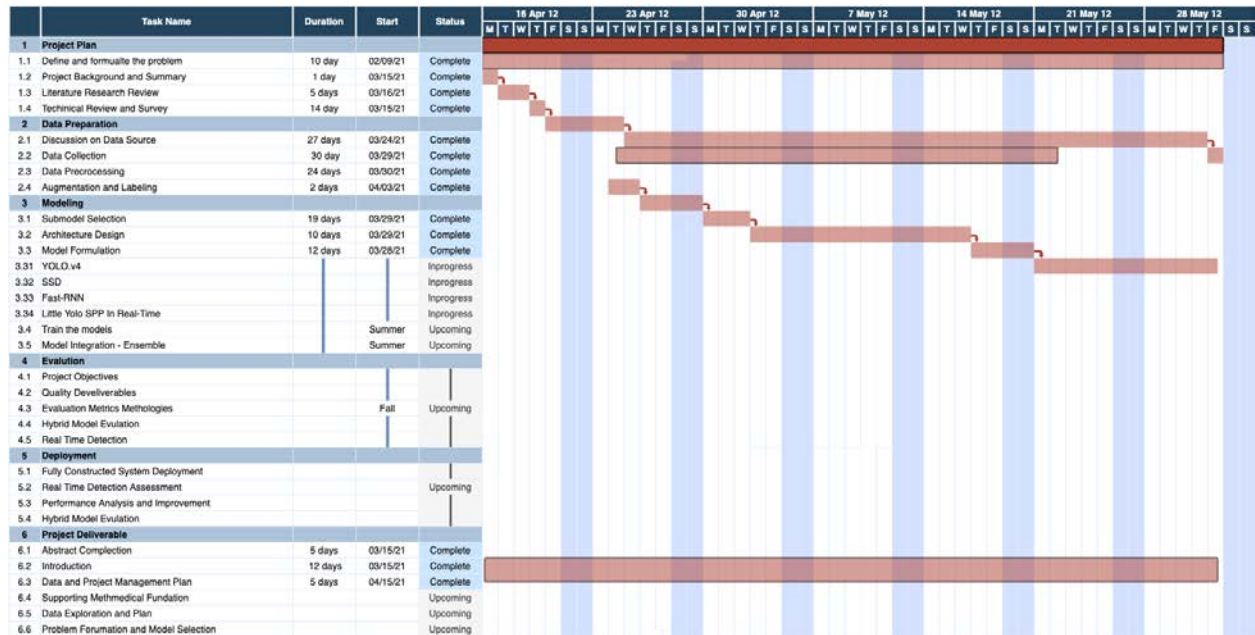 Task Name Duration Start Status 16 Apr 12 23 Apr 12 30 Apr 12 7 May 12 14 May 12 21 May 12 28 May 12
M T W T F S S M T W T F S S M T W T F S S M T W T F S S M T W T F S S M T W T F S S M T W T F S S
1 Project Plan
1.1 Define and formualte the problem 10 day 02/09/21 Complete
1.2 Project Background and Summary 1 day 03/15/21 Complete
1.3 Literature Research Review 5 days 03/16/21 Complete
1.4 Techinical Review and Survey 14 day 03/15/21 Complete
2 Data Preparation
2.1 Discussion on Data Source 27 days 03/24/21 Complete
2.2 Data Collection 30 day 03/29/21 Complete
2.3 Data Precrocessing 24 days 03/30/21 Complete
2.4 Augmentation and Labeling 2 days 04/03/21 Complete
3 Modeling
3.1 Submodel Selection 19 days 03/29/21 Complete
3.2 Architecture Design 10 days 03/29/21 Complete
3.3 Model Formulation 12 days 03/28/21 Complete
3.31 YOLO.v4 Inprogress
3.32 SSD Inprogress
3.33 Fast-RNN Inprogress
3.34 Little Yolo SPP In Real-Time Inprogress
3.4 Train the models Summer Upcoming
3.5 Model Integration - Ensemble Summer Upcoming
4 Evalution
4.1 Project Objectives
4.2 Quality Develiverables
4.3 Evaluation Metrics Methologies Fall Upcoming
4.4 Hybrid Model Evulation
4.5 Real Time Detection
5 Deployment
5.1 Fully Constructed System Deployment
5.2 Real Time Detection Assessment Upcoming
5.3 Performance Analysis and Improvement
5.4 Hybrid Model Evulation
6 Project Deliverable
6.1 Abstract Complection 5 days 03/15/21 Complete
6.2 Introduction 12 days 03/15/21 Complete
6.3 Data and Project Management Plan 5 days 04/15/21 Complete
6.4 Supporting Methmedical Fundation Upcoming
6.5 Data Exploration and Plan Upcoming
6.6 Problem Forumation and Model Selection Upcoming